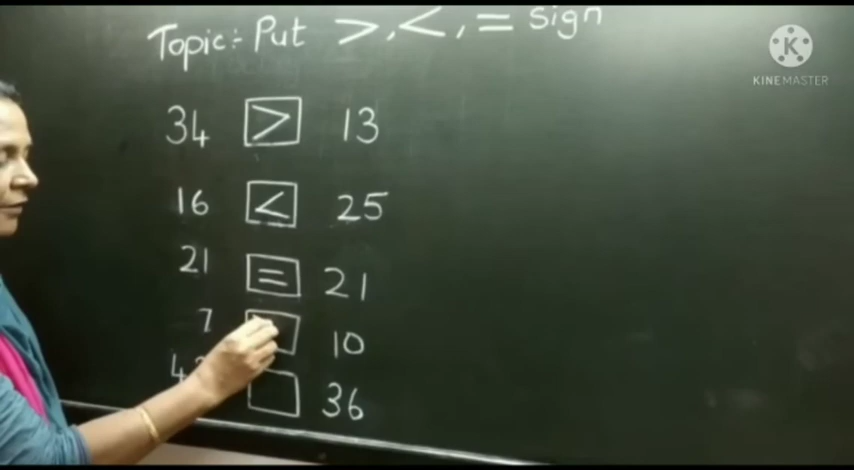 Topic:- Put >, <, = sign
K
KINEMASTER
34 > 13
16 < 25
21 = 21
7 10
36